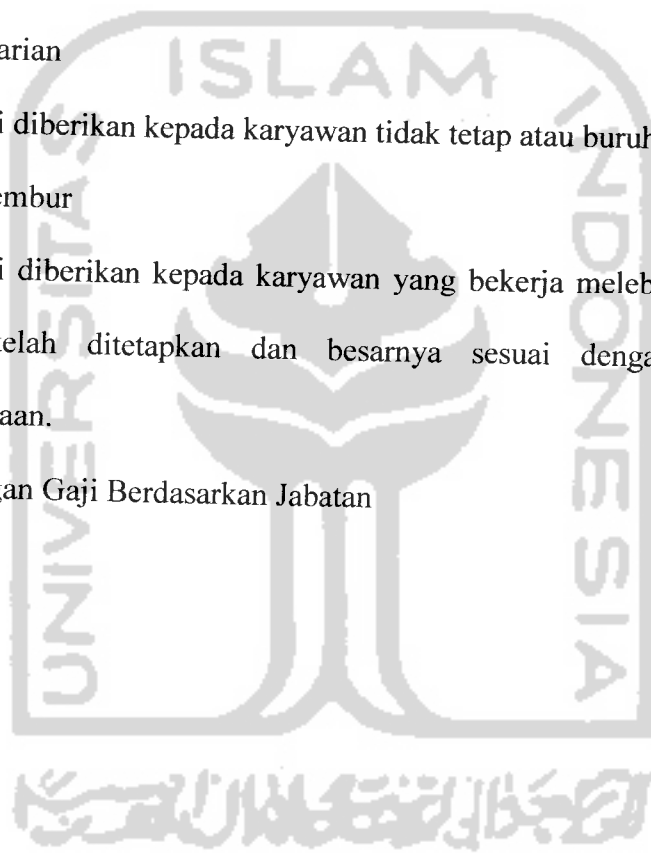 arian
i diberikan kepada karyawan tidak tetap atau buruh
embur
i diberikan kepada karyawan yang bekerja meleb
elah ditetapkan dan besarnya sesuai denga
aan.
gan Gaji Berdasarkan Jabatan
UNIVERSITAS
ISLAM
INDONESIA